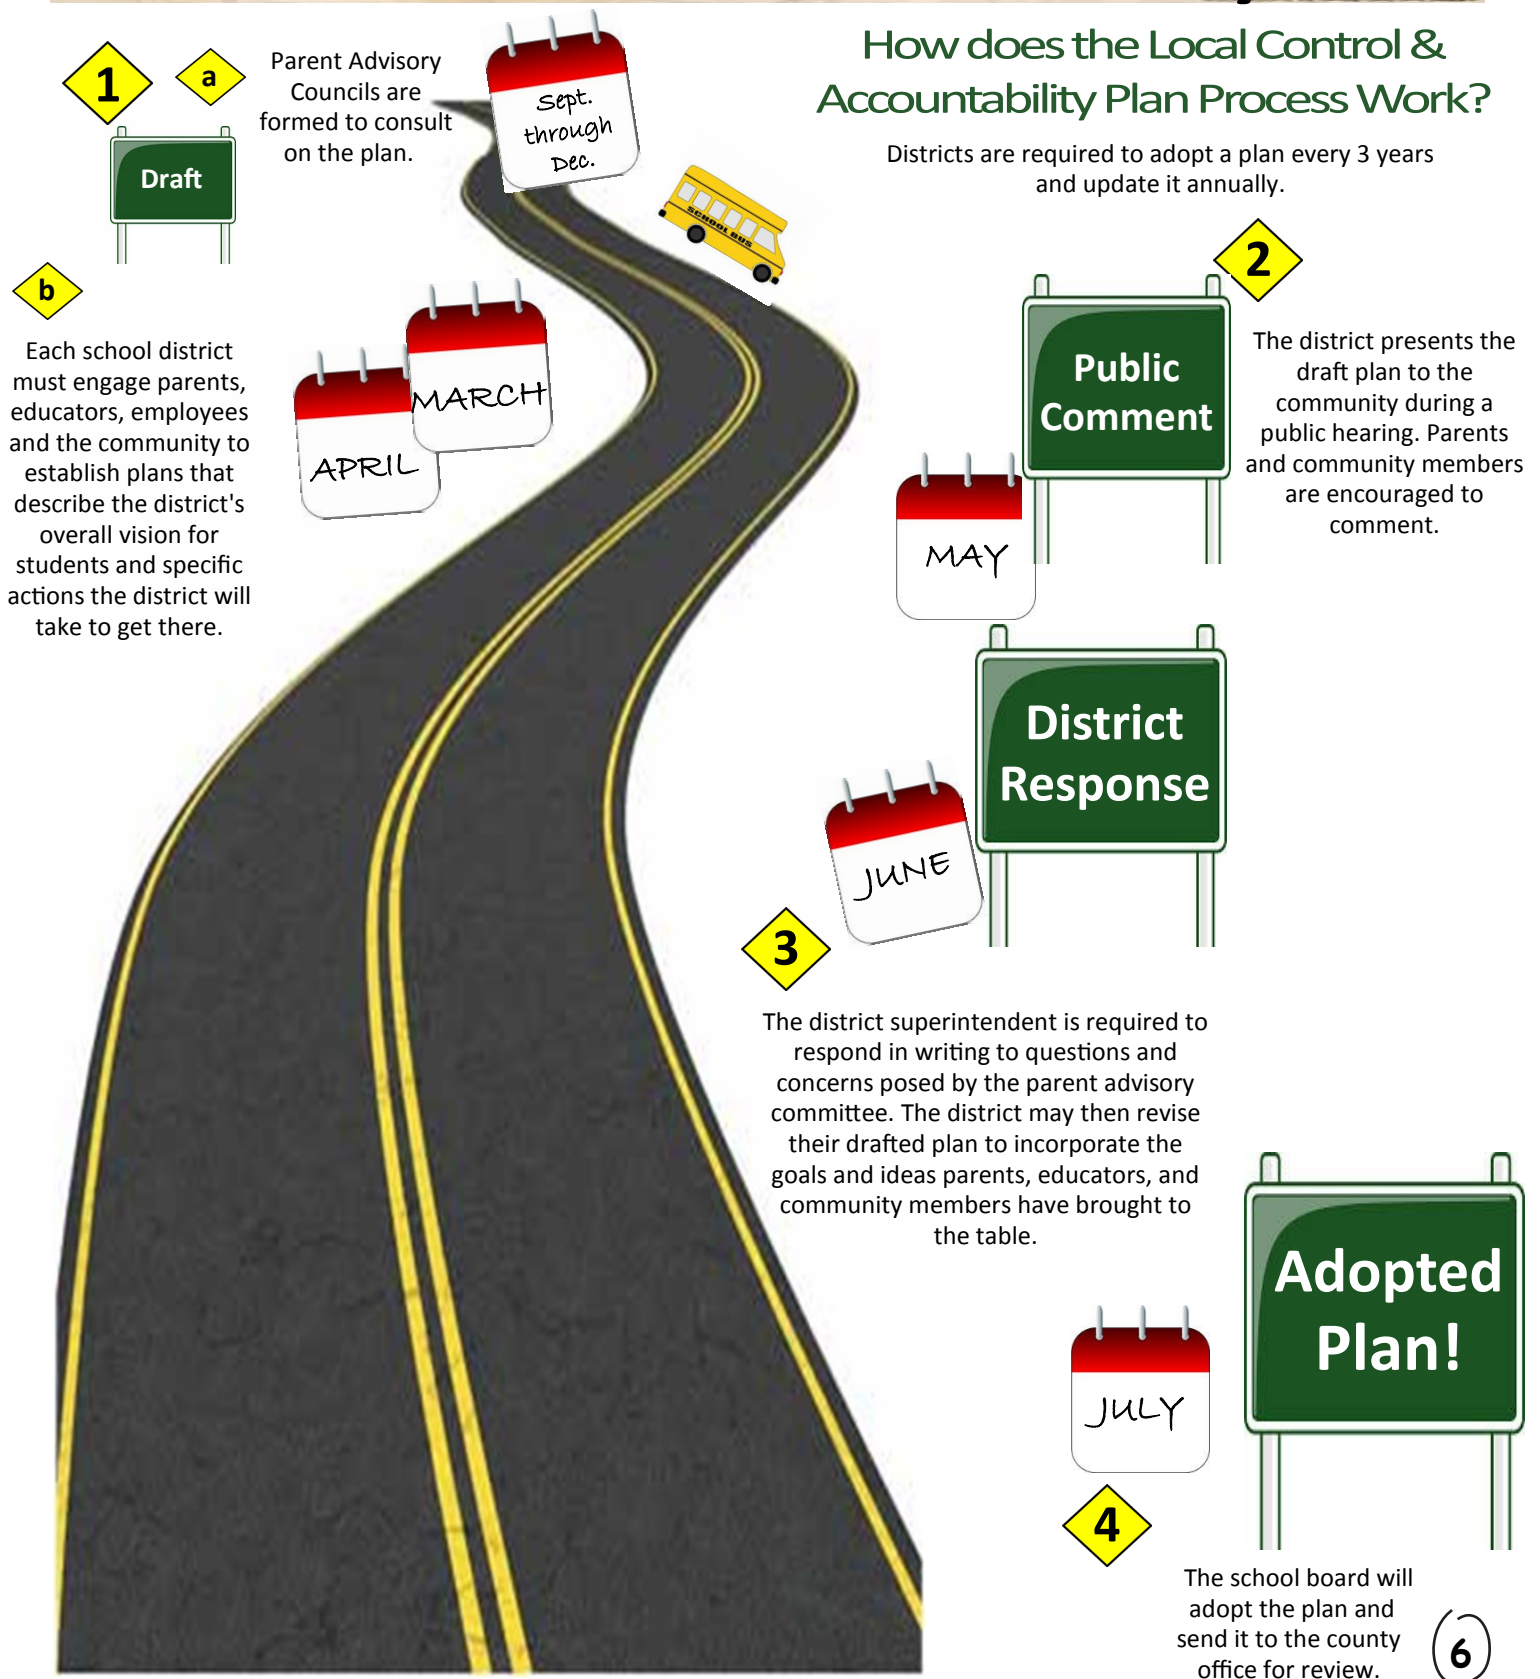 How does the Local Control &
Accountability Plan Process Work?
Districts are required to adopt a plan every 3 years
and update it annually.
1
a
Parent Advisory
Councils are
formed to consult
on the plan.
Sept.
through
Dec.
Draft
SCHOOL BUS
b
Each school district
must engage parents,
educators, employees
and the community to
establish plans that
describe the district's
overall vision for
students and specific
actions the district will
take to get there.
MARCH
APRIL
2
Public
Comment
The district presents the
draft plan to the
community during a
public hearing. Parents
and community members
are encouraged to
comment.
MAY
District
Response
JUNE
3
The district superintendent is required to
respond in writing to questions and
concerns posed by the parent advisory
committee. The district may then revise
their drafted plan to incorporate the
goals and ideas parents, educators, and
community members have brought to
the table.
Adopted
Plan!
JULY
4
The school board will
adopt the plan and
send it to the county
office for review.
6